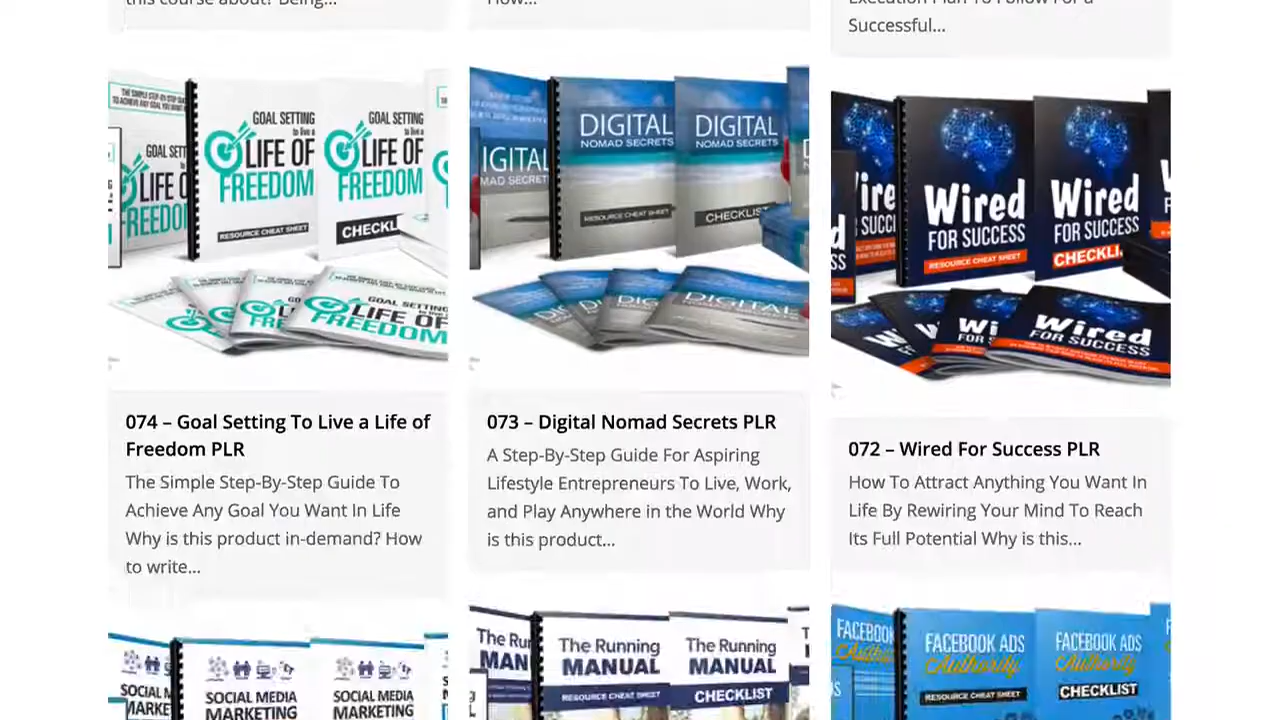 this course about? Being...
How...
Execution Plan To Follow For a
Successful...
GOAL SETTING
to live a
LIFE OF
FREEDOM
RESOURCE CHEAT SHEET
GOAL SETTING
to live a
LIFE OF
FREEDOM
CHECKL
GOAL SETTING
LIFE OF
FREEDOM
DIGITAL
NOMAD SECRETS
RESOURCE CHEAT SHEET
DIGITAL
NOMAD SECRETS
CHECKLIST
DIGITAL
Wired
FOR SUCCESS
RESOURCE CHEAT SHEET
Wired
FOR SUCCESS
CHECKLI
Wired
FOR SUCCESS
074 – Goal Setting To Live a Life of
Freedom PLR
The Simple Step-By-Step Guide To
Achieve Any Goal You Want In Life
Why is this product in-demand? How
to write...
073 – Digital Nomad Secrets PLR
A Step-By-Step Guide For Aspiring
Lifestyle Entrepreneurs To Live, Work,
and Play Anywhere in the World Why
is this product...
072 – Wired For Success PLR
How To Attract Anything You Want In
Life By Rewiring Your Mind To Reach
Its Full Potential Why is this...
SOCIAL MEDIA
MARKETING
SOCIAL MEDIA
MARKETING
The Running
MANUAL
RESOURCE CHEAT SHEET
The Running
MANUAL
CHECKLIST
FACEBOOK ADS
Authority
RESOURCE CHEAT SHEET
FACEBOOK ADS
Authority
CHECKLIST